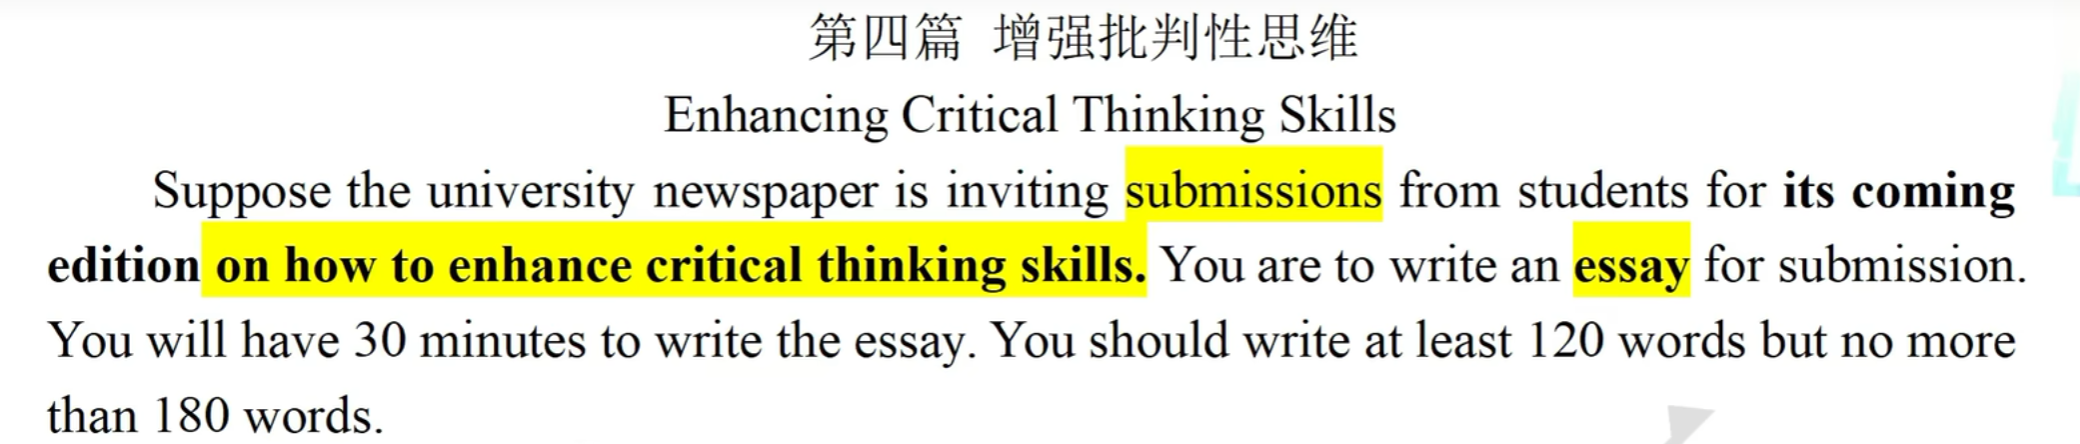 第四篇 增强批判性思维
Enhancing Critical Thinking Skills
Suppose the university newspaper is inviting submissions from students for its coming
edition on how to enhance critical thinking skills. You are to write an essay for submission.
You will have 30 minutes to write the essay. You should write at least 120 words but no more
than 180 words.